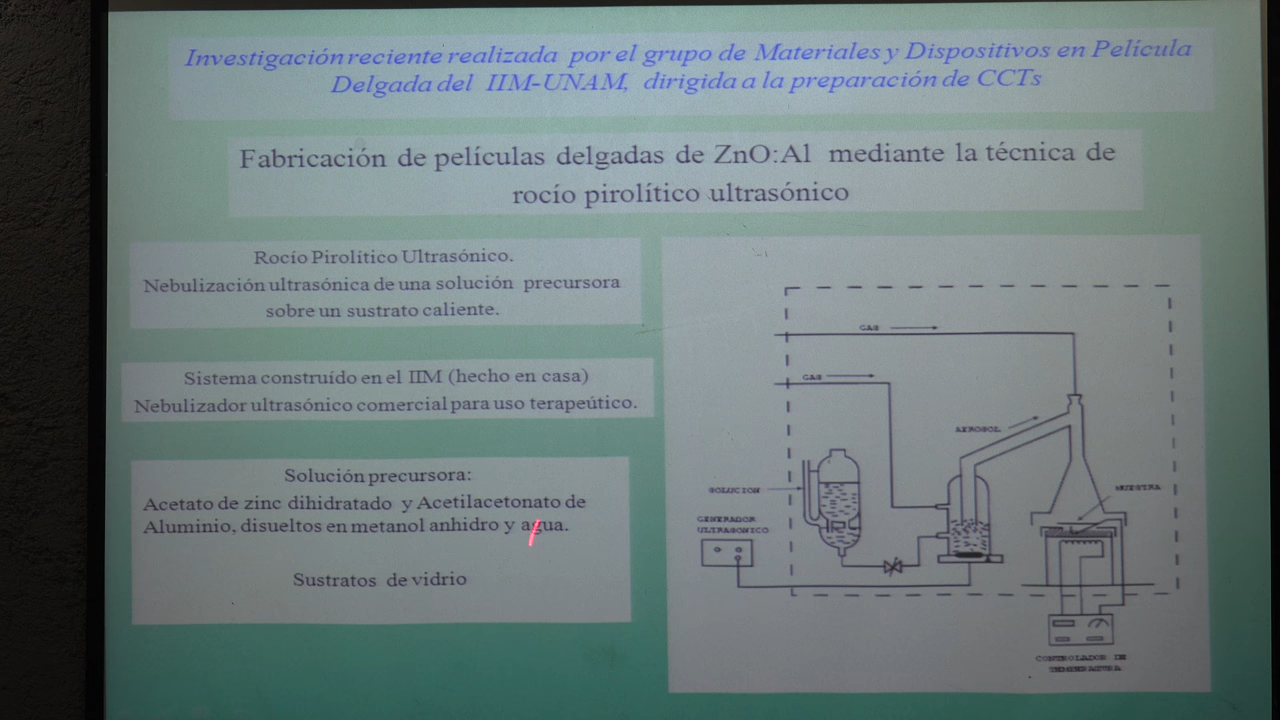 Investigación reciente realizada por el grupo de Materiales y Dispositivos en Película
Delgada del IIM-UNAM, dirigida a la preparación de CCTs
Fabricación de películas delgadas de ZnO:Al mediante la técnica de
rocío pirolítico ultrasónico
Rocío Pirolítico Ultrasónico.
Nebulización ultrasónica de una solución precursora
sobre un sustrato caliente.
Sistema construído en el IIM (hecho en casa)
Nebulizador ultrasónico comercial para uso terapeútico.
Solución precursora:
Acetato de zinc dihidratado y Acetilacetonato de
Aluminio, disueltos en metanol anhidro y agua.
Sustratos de vidrio
GAS
GAS
AEROSOL
SOLUCION
MUESTRA
GENERADOR
ULTRASONICO
CONTROLADOR DE
TEMPERATURA